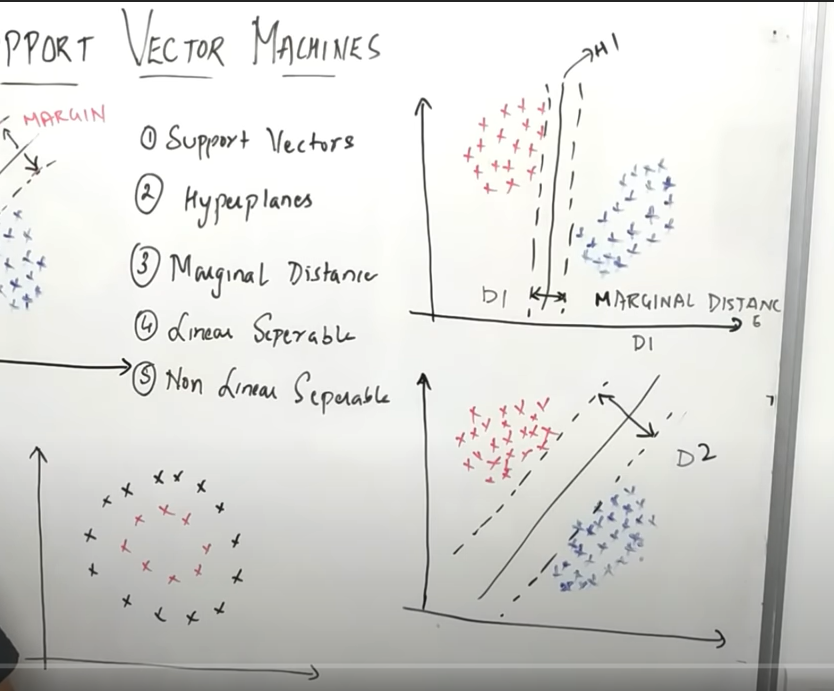 PPORT VECTOR MACHINES
MARGIN
① Support Vectors
② Hyperplanes
③ Marginal Distance
④ Linear Seperable
⑤ Non Linear Seperable
H1
D1
MARGINAL DISTANCE
D1
D2